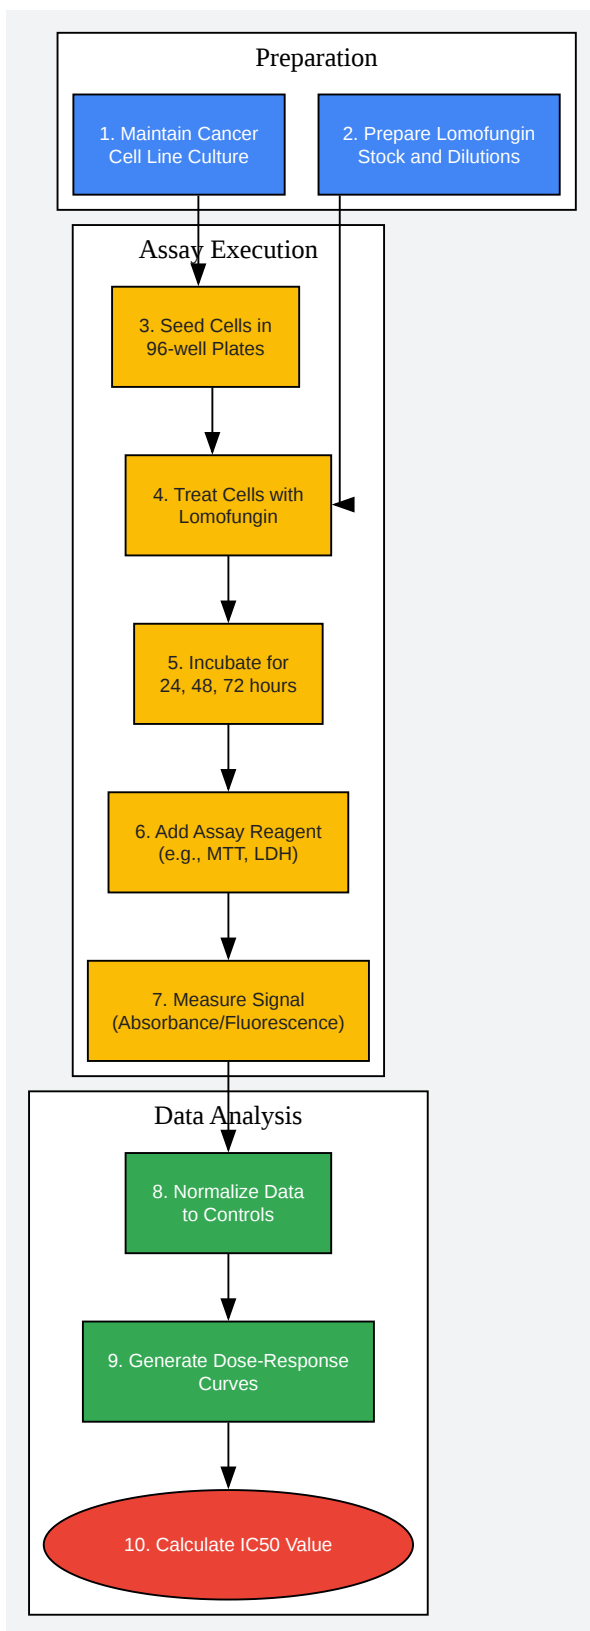 Preparation
1. Maintain Cancer
Cell Line Culture
2. Prepare Lomofungin
Stock and Dilutions
Assay Execution
3. Seed Cells in
96-well Plates
4. Treat Cells with
Lomofungin
5. Incubate for
24, 48, 72 hours
6. Add Assay Reagent
(e.g., MTT, LDH)
7. Measure Signal
(Absorbance/Fluorescence)
Data Analysis
8. Normalize Data
to Controls
9. Generate Dose-Response
Curves
10. Calculate IC50 Value